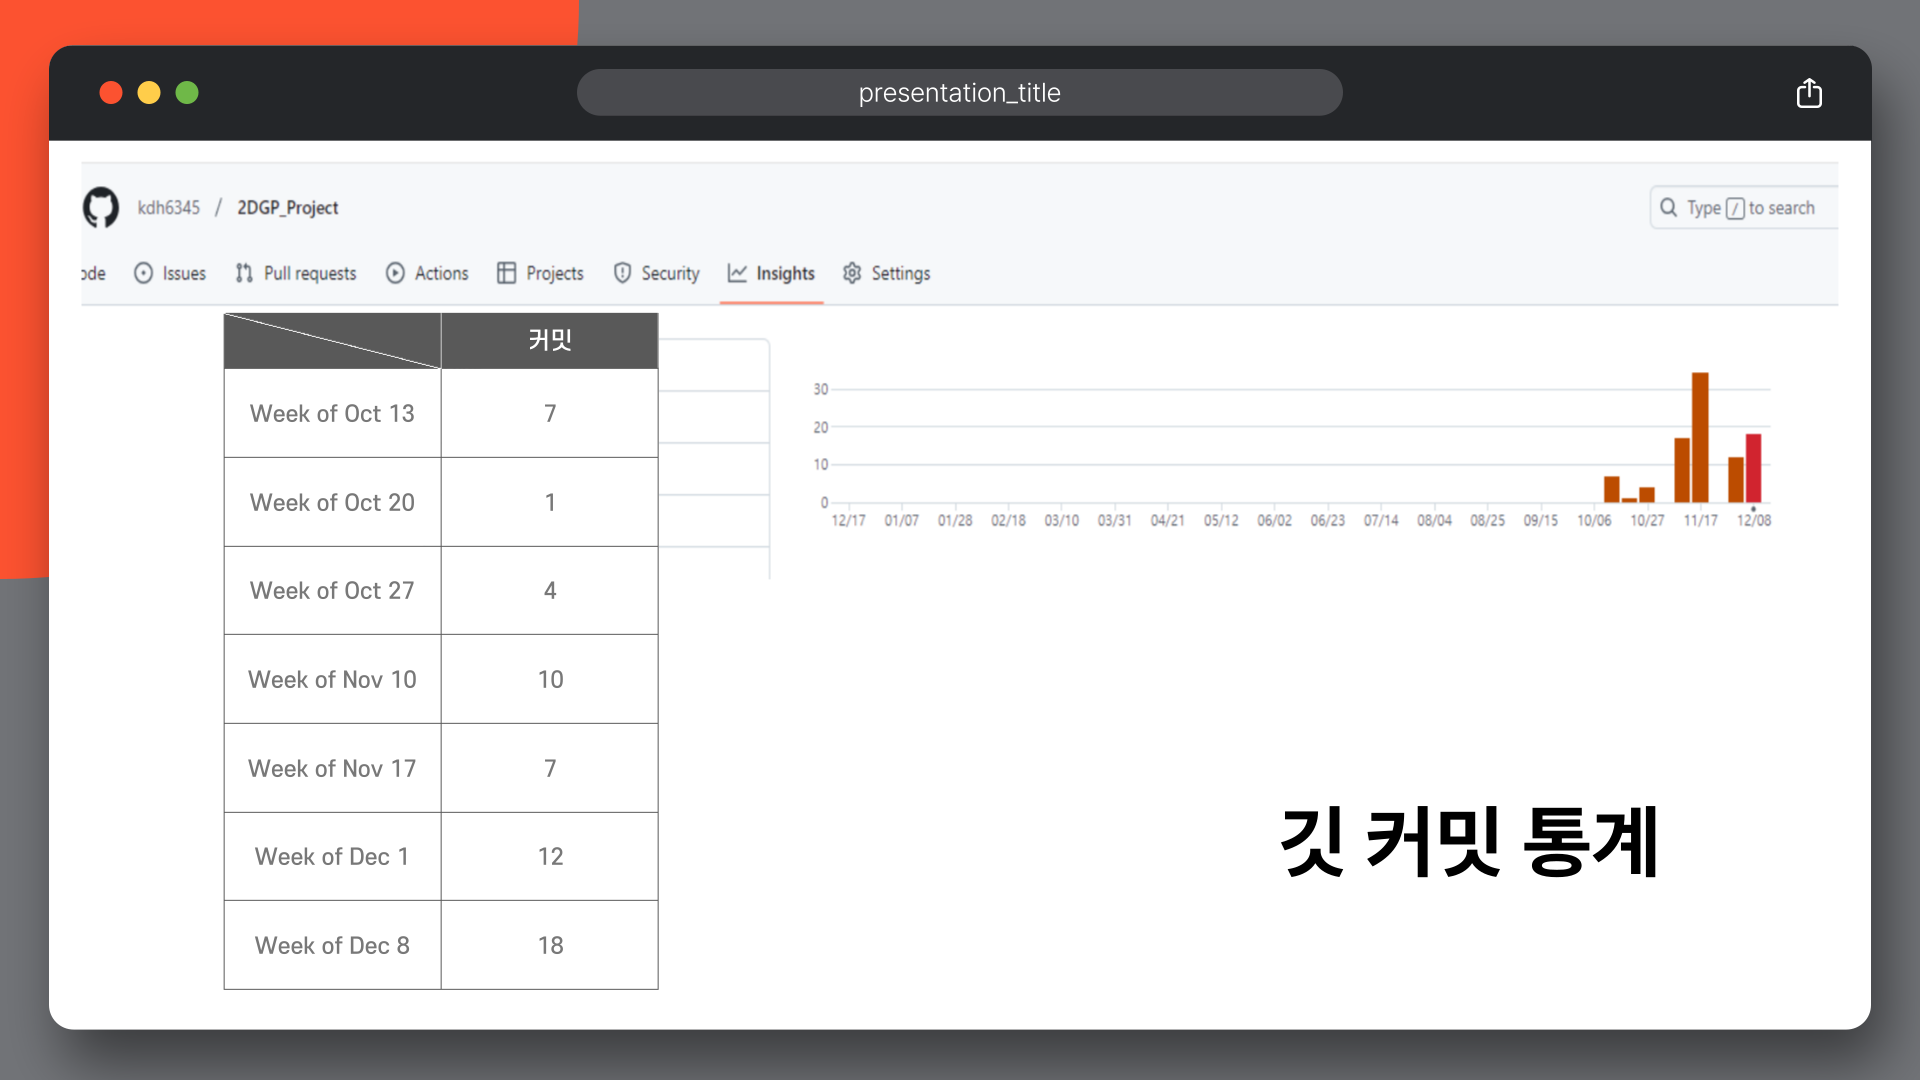 presentation_title
kdh6345 / 2DGP_Project
Type / to search
ode Issues Pull requests Actions Projects Security Insights Settings
커밋
Week of Oct 13 7
Week of Oct 20 1
Week of Oct 27 4
Week of Nov 10 10
Week of Nov 17 7
Week of Dec 1 12
Week of Dec 8 18
30
20
10
0
12/17 01/07 01/28 02/18 03/10 03/31 04/21 05/12 06/02 06/23 07/14 08/04 08/25 09/15 10/06 10/27 11/17 12/08
깃 커밋 통계